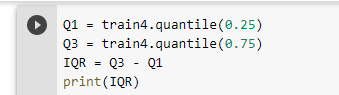 Q1 = train4.quantile(0.25)
Q3 = train4.quantile(0.75)
IQR = Q3 - Q1
print(IQR)